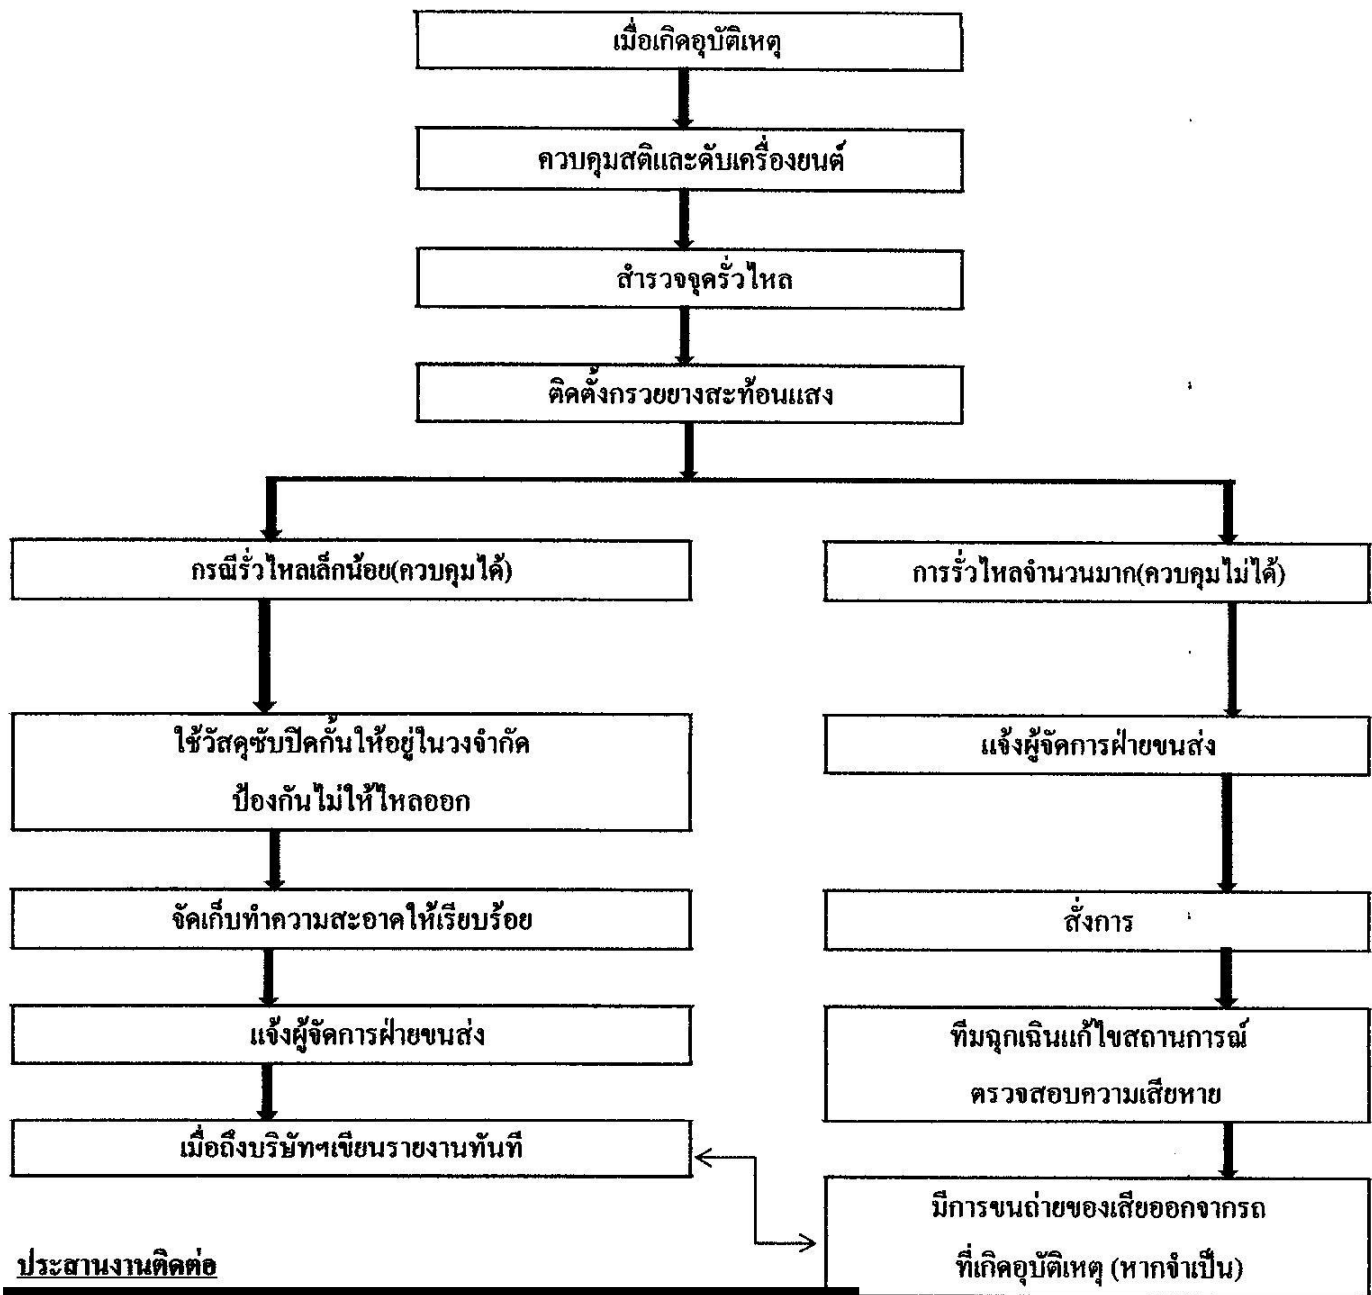 เมื่อเกิดอุบัติเหตุ
ควบคุมสติและดับเครื่องยนต์
สำรวจจุดรั่วไหล
ติดตั้งกรวยยางสะท้อนแสง
กรณีรั่วไหลเล็กน้อย(ควบคุมได้)
ใช้วัสดุซับปิดกั้นให้อยู่ในวงจำกัด
ป้องกันไม่ให้ไหลออก
จัดเก็บทำความสะอาดให้เรียบร้อย
แจ้งผู้จัดการฝ่ายขนส่ง
เมื่อถึงบริษัทฯเขียนรายงานทันที
การรั่วไหลจำนวนมาก(ควบคุมไม่ได้)
แจ้งผู้จัดการฝ่ายขนส่ง
สั่งการ
ทีมฉุกเฉินแก้ไขสถานการณ์
ตรวจสอบความเสียหาย
มีการขนถ่ายของเสียออกจากรถ
ที่เกิดอุบัติเหตุ (หากจำเป็น)
ประสานงานติดต่อ